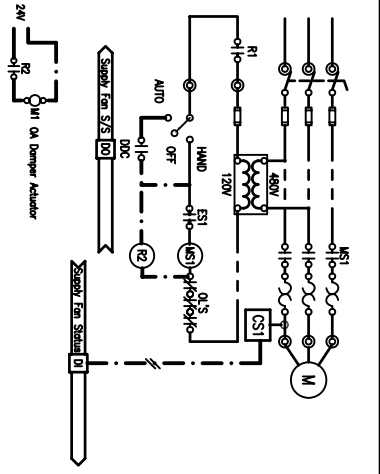 24V
R2
M1 OA Damper Actuator
Supply Fan S/S
DO
AUTO
OFF
HAND
DDC
R1
120V
480V
ES1
MS1
R2
OL'S
MS1
CS1
M
Supply Fan Status
DI